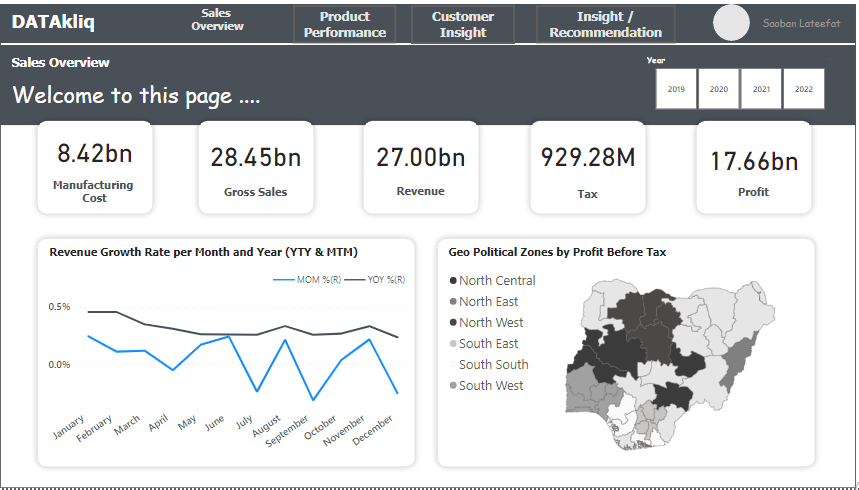 DATAkliq
Sales
Overview
Product
Performance
Customer
Insight
Insight /
Recommendation
Saoban Lateefat
Sales Overview
Welcome to this page ....
Year
2019
2020
2021
2022
8.42bn
Manufacturing
Cost
28.45bn
Gross Sales
27.00bn
Revenue
929.28M
Tax
17.66bn
Profit
Revenue Growth Rate per Month and Year (YTY & MTM)
MOM %(R)
YOY %(R)
0.5%
0.0%
January
February
March
April
May
June
July
August
September
October
November
December
Geo Political Zones by Profit Before Tax
North Central
North East
North West
South East
South South
South West